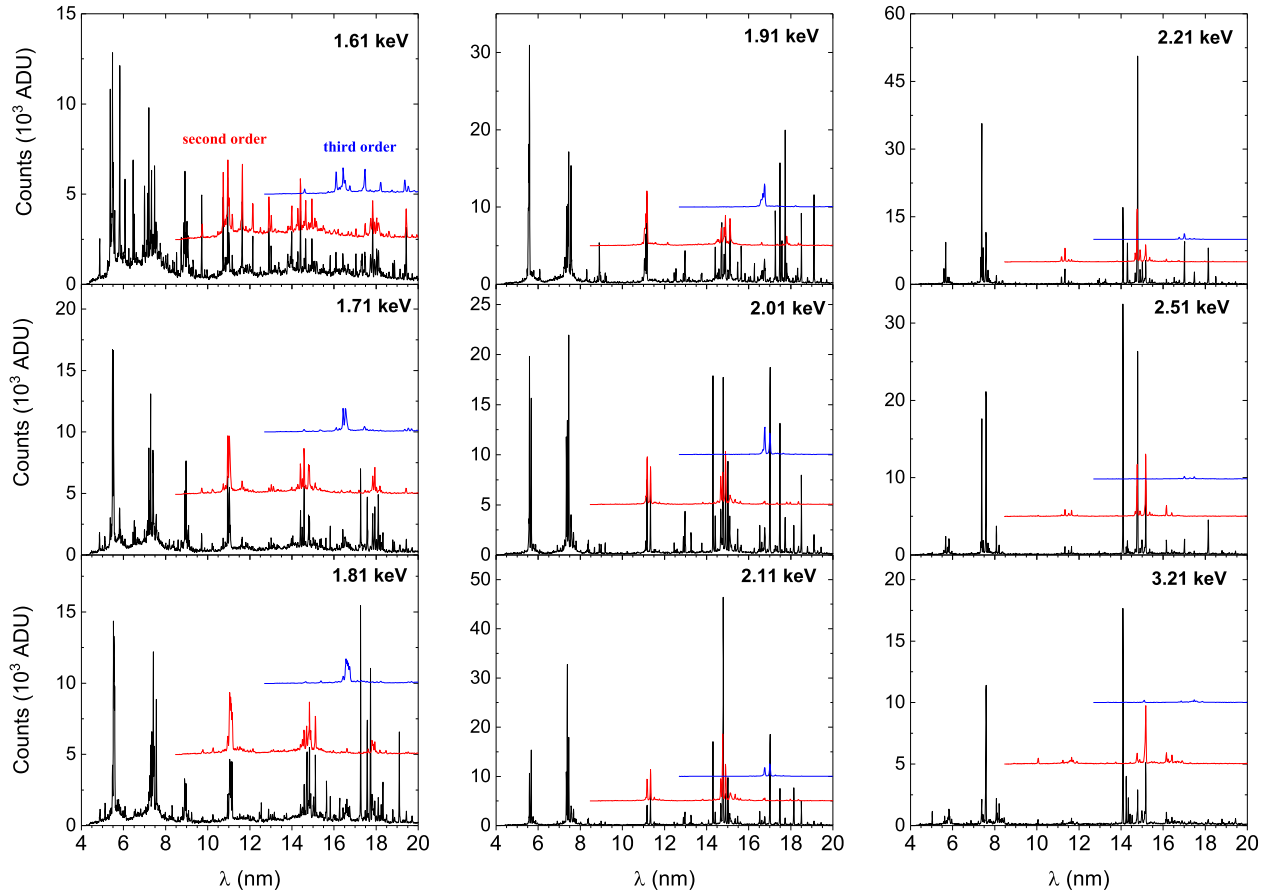 1.61 keV
15
10
5
0
Counts (10³ ADU)
second order
third order
1.91 keV
30
20
10
0
2.21 keV
60
45
30
15
0
1.71 keV
20
15
10
5
0
Counts (10³ ADU)
2.01 keV
25
20
15
10
5
0
2.51 keV
30
20
10
0
1.81 keV
15
10
5
0
Counts (10³ ADU)
4 6 8 10 12 14 16 18 20
λ (nm)
2.11 keV
50
40
30
20
10
0
4 6 8 10 12 14 16 18 20
λ (nm)
3.21 keV
20
15
10
5
0
4 6 8 10 12 14 16 18 20
λ (nm)